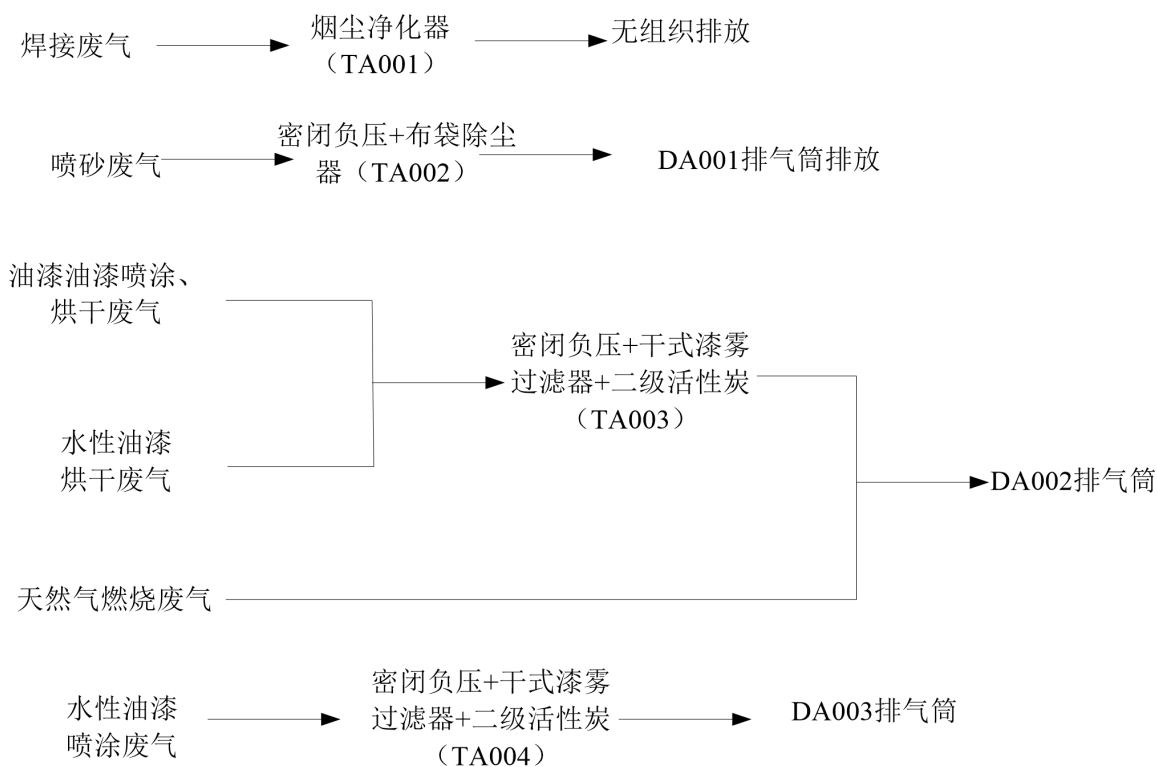 焊接废气
烟尘净化器
（TA001）
无组织排放
喷砂废气
密闭负压+布袋除尘
器（TA002）
DA001排气筒排放
油漆油漆喷涂、
烘干废气
密闭负压+干式漆雾
过滤器+二级活性炭
（TA003）
水性油漆
烘干废气
DA002排气筒
天然气燃烧废气
水性油漆
喷涂废气
密闭负压+干式漆雾
过滤器+二级活性炭
（TA004）
DA003排气筒